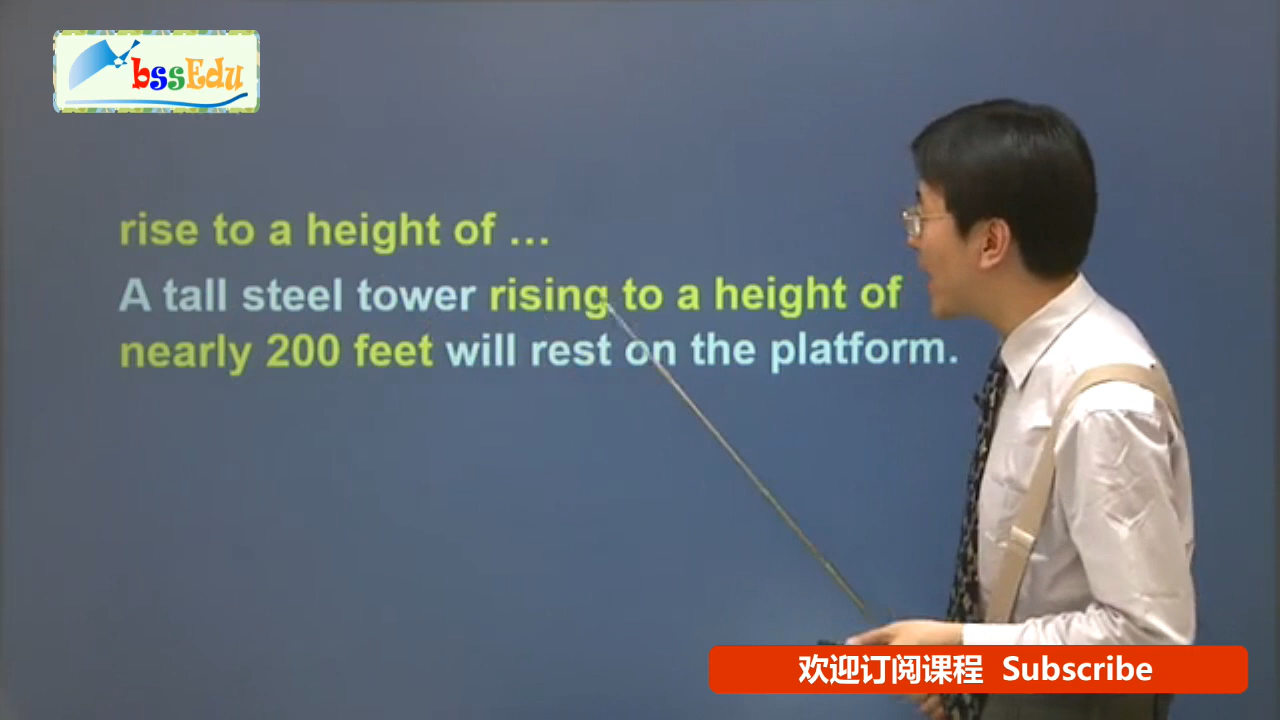 bssEdu
rise to a height of ...
A tall steel tower rising to a height of
nearly 200 feet will rest on the platform.
欢迎订阅课程 Subscribe